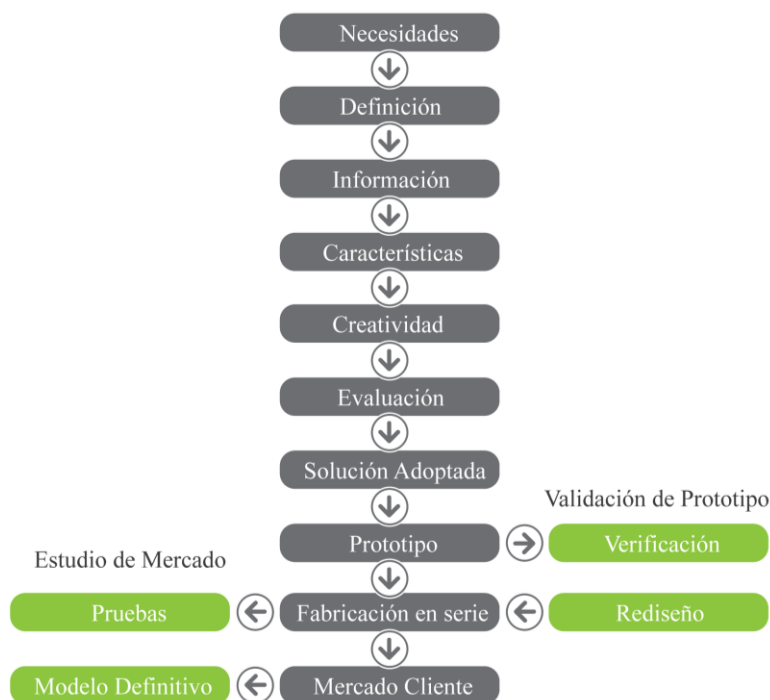 Necesidades
Definición
Información
Características
Creatividad
Evaluación
Solución Adoptada
Validación de Prototipo
Prototipo
Verificación
Estudio de Mercado
Pruebas
Fabricación en serie
Rediseño
Modelo Definitivo
Mercado Cliente